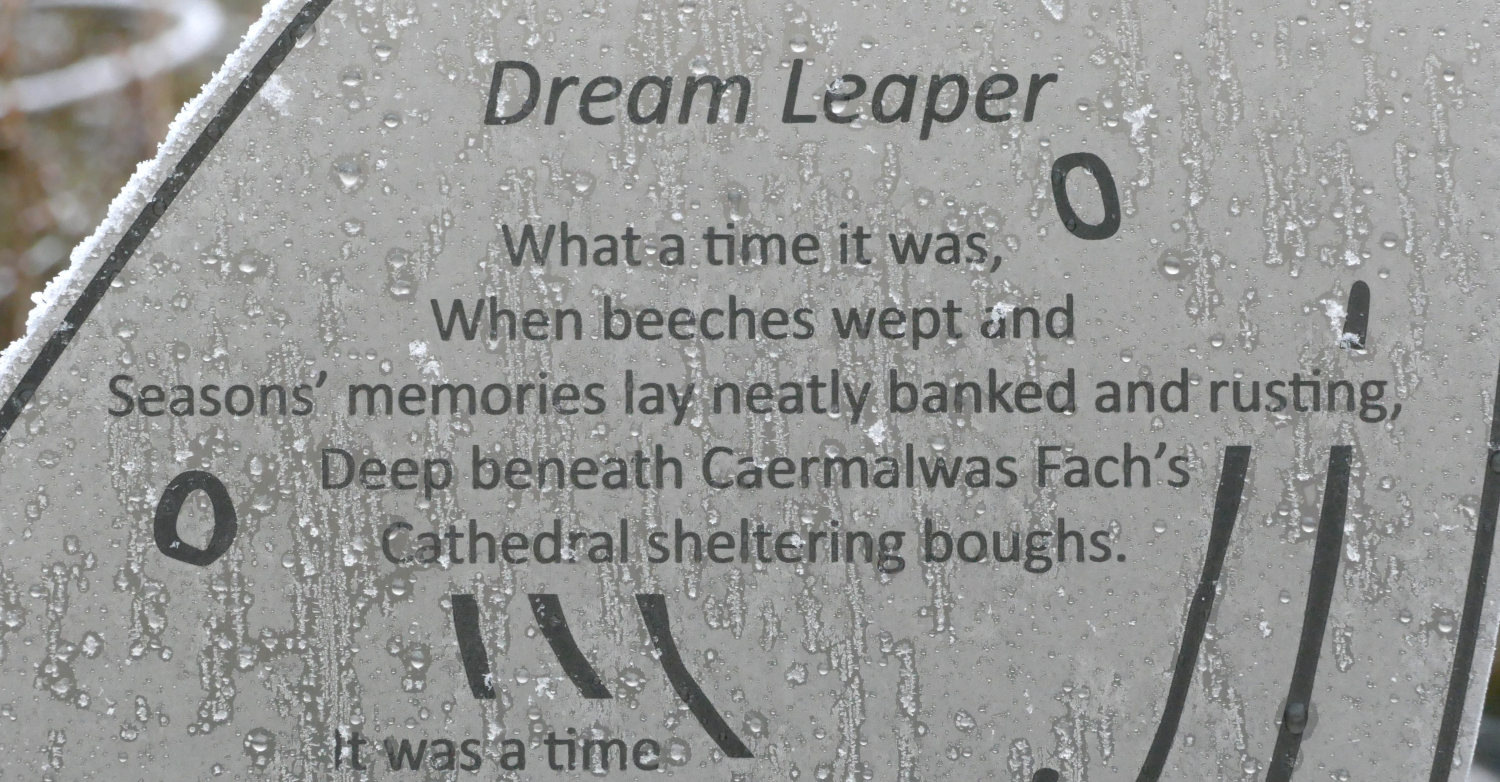 Dream Leaper
What a time it was,
When beeches wept and
Seasons’ memories lay neatly banked and rusting,
Deep beneath Caermalwas Fach’s
Cathedral sheltering boughs.
It was a time